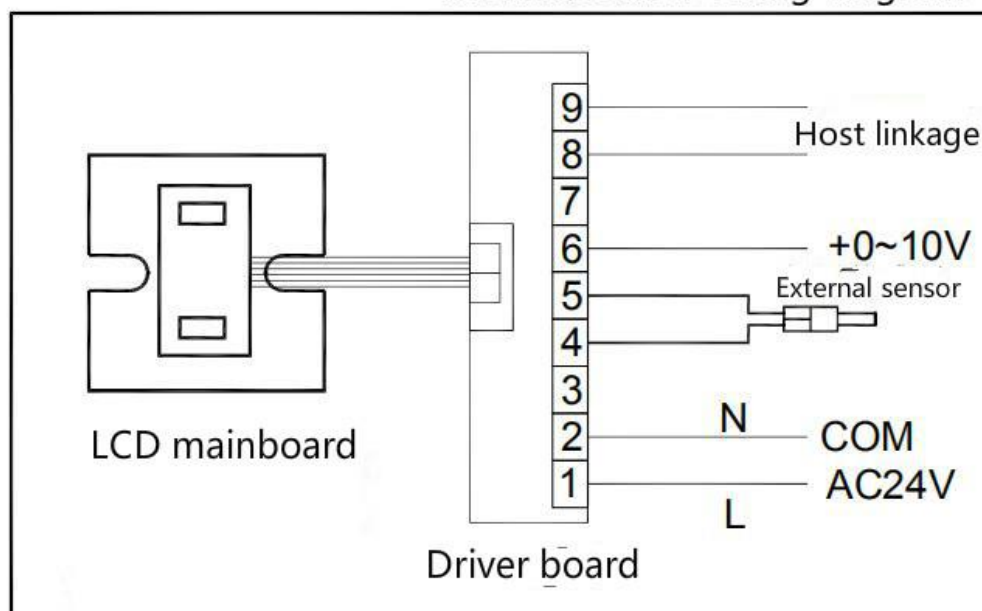 9
Host linkage
8
7
6
+0~10V
5
External sensor
4
3
N
2
COM
1
AC24V
L
LCD mainboard
Driver board